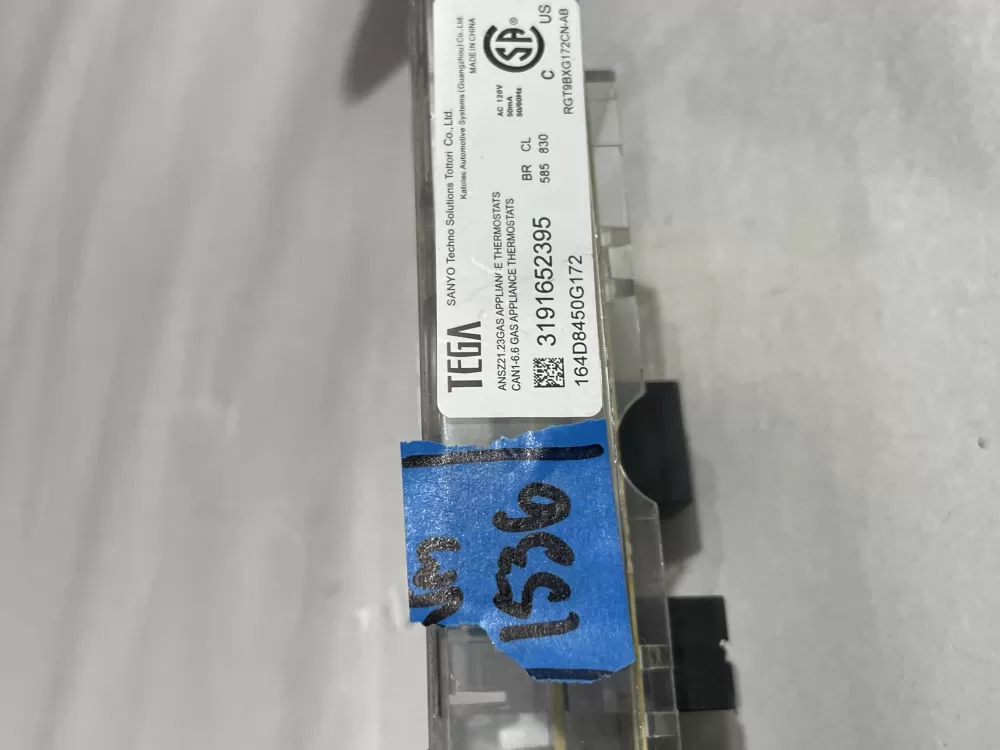 TEGA
SANYO Techno Solutions Tottori Co., Ltd.
Katolec Automotive Systems (Guangzhou) Co., Ltd.
MADE IN CHINA
ANSZ21.23GAS APPLIAN E THERMOSTATS
CAN1-6.6 GAS APPLIANCE THERMOSTATS
AC 120V
50mA
50/60Hz
SA ®
C US
BR CL
585 830
3191652395
164D8450G172
RGT9BXG172CN-AB
1536